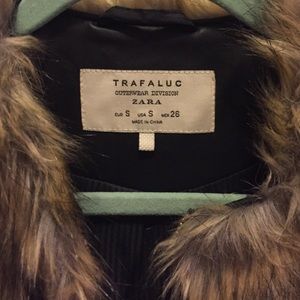 TRAFALUC
OUTERWEAR DIVISION
ZARA
EUR S USA S MEX 26
MADE IN CHINA